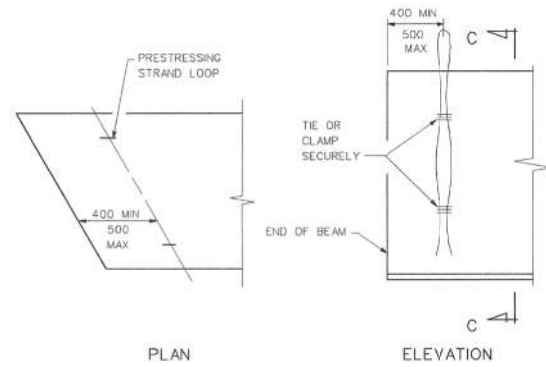 PRESTRESSING
STRAND LOOP
400 MIN
500
MAX
PLAN
400 MIN
500
MAX
C
TIE OR
CLAMP
SECURELY
END OF BEAM
C
ELEVATION